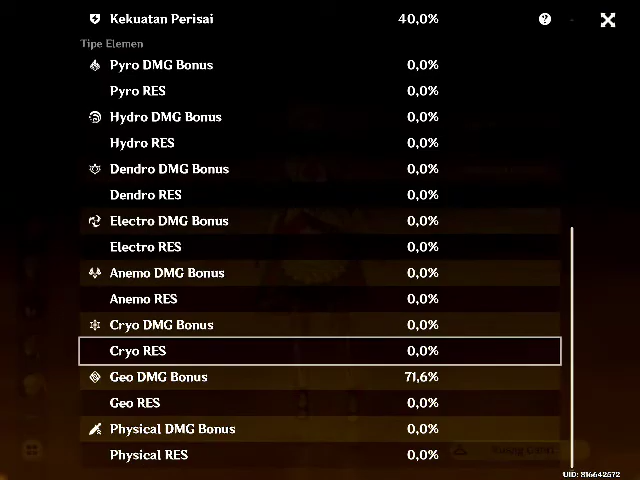 Kekuatan Perisai 40,0%
Tipe Elemen
Pyro DMG Bonus 0,0%
Pyro RES 0,0%
Hydro DMG Bonus 0,0%
Hydro RES 0,0%
Dendro DMG Bonus 0,0%
Dendro RES 0,0%
Electro DMG Bonus 0,0%
Electro RES 0,0%
Anemo DMG Bonus 0,0%
Anemo RES 0,0%
Cryo DMG Bonus 0,0%
Cryo RES 0,0%
Geo DMG Bonus 71,6%
Geo RES 0,0%
Physical DMG Bonus 0,0%
Physical RES 0,0%
UID: 816642572